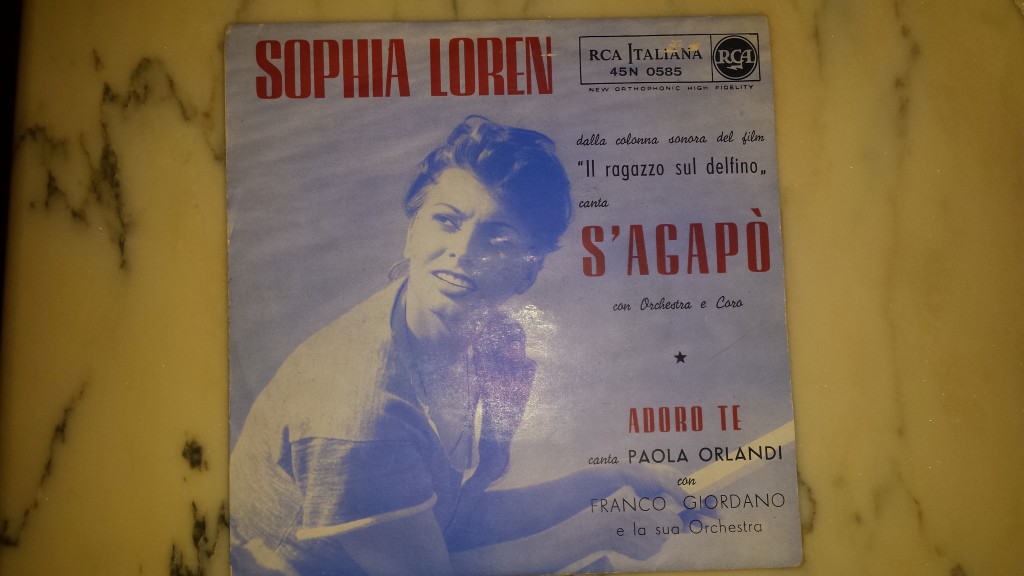 SOPHIA LOREN
RCA ITALIANA
45N 0585
RCA
NEW ORTHOPHONIC HIGH FIDELITY
dalla colonna sonora del film
"Il ragazzo sul delfino„
canta
S'AGAPÒ
con Orchestra e Coro
ADORO TE
canta PAOLA ORLANDI
con
FRANCO GIORDANO
e la sua Orchestra